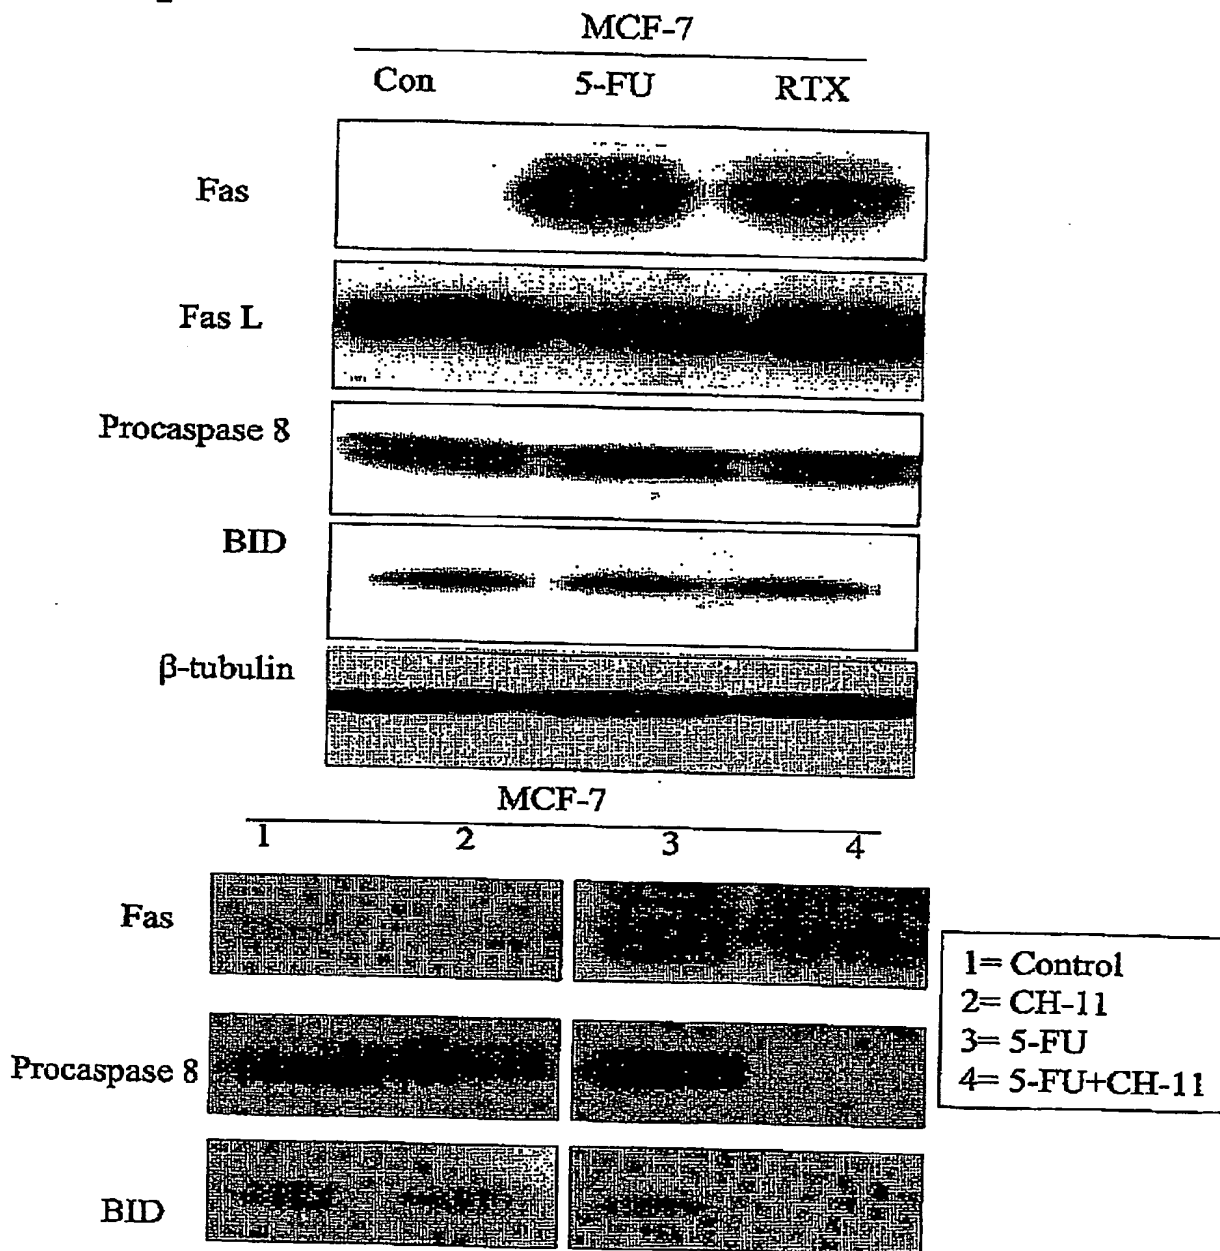 MCF-7
Con 5-FU RTX
Fas
Fas L
Procaspase 8
BID
β-tubulin
MCF-7
1 2 3 4
Fas
Procaspase 8
BID
1= Control
2= CH-11
3= 5-FU
4= 5-FU+CH-11